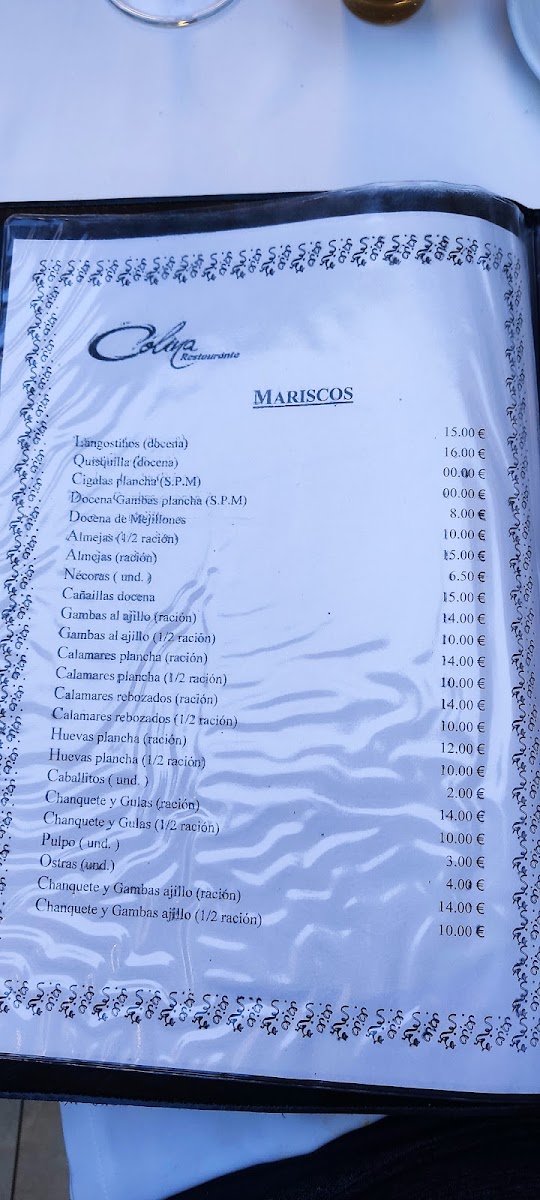 Colina
Restaurante
MARISCOS
Langostinos (docena) 15.00 €
Quisquilla (docena) 16.00 €
Cigalas plancha (S.P.M) 00.00 €
Docena Gambas plancha (S.P.M) 00.00 €
Docena de Mejillones 8.00 €
Almejas (1/2 ración) 10.00 €
Almejas (ración) 15.00 €
Nécoras ( und. ) 6.50 €
Cañaillas docena 15.00 €
Gambas al ajillo (ración) 14.00 €
Gambas al ajillo (1/2 ración) 10.00 €
Calamares plancha (ración) 14.00 €
Calamares plancha (1/2 ración) 10.00 €
Calamares rebozados (ración) 14.00 €
Calamares rebozados (1/2 ración) 10.00 €
Huevas plancha (ración) 12.00 €
Huevas plancha (1/2 ración) 10.00 €
Caballitos ( und. ) 2.00 €
Chanquete y Gulas (ración) 14.00 €
Chanquete y Gulas (1/2 ración) 10.00 €
Pulpo ( und. ) 3.00 €
Ostras (und.) 4.00 €
Chanquete y Gambas ajillo (ración) 14.00 €
Chanquete y Gambas ajillo (1/2 ración) 10.00 €